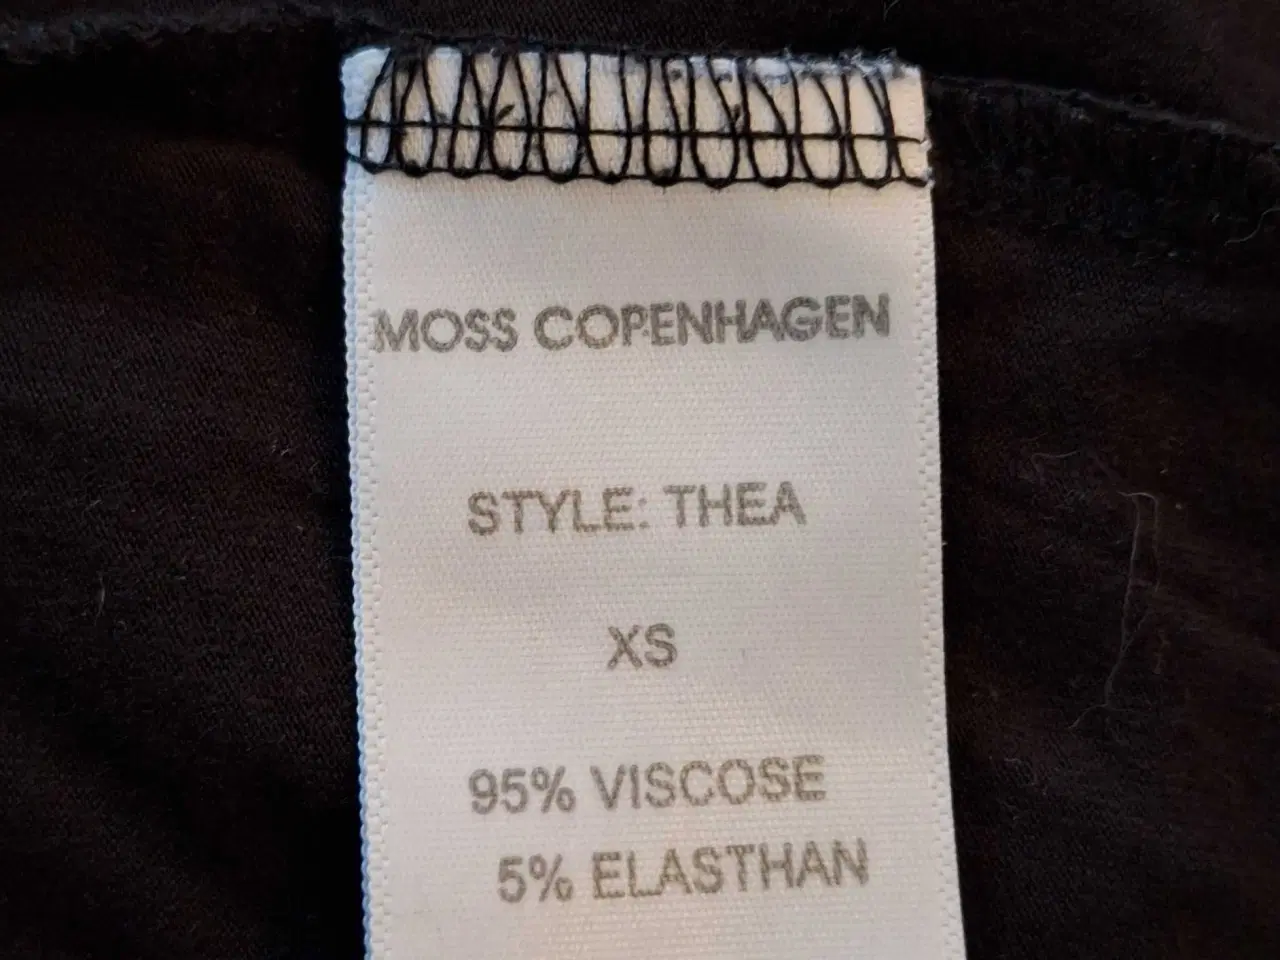 MOSS COPENHAGEN
STYLE: THEA
XS
95% VISCOSE
5% ELASTHAN